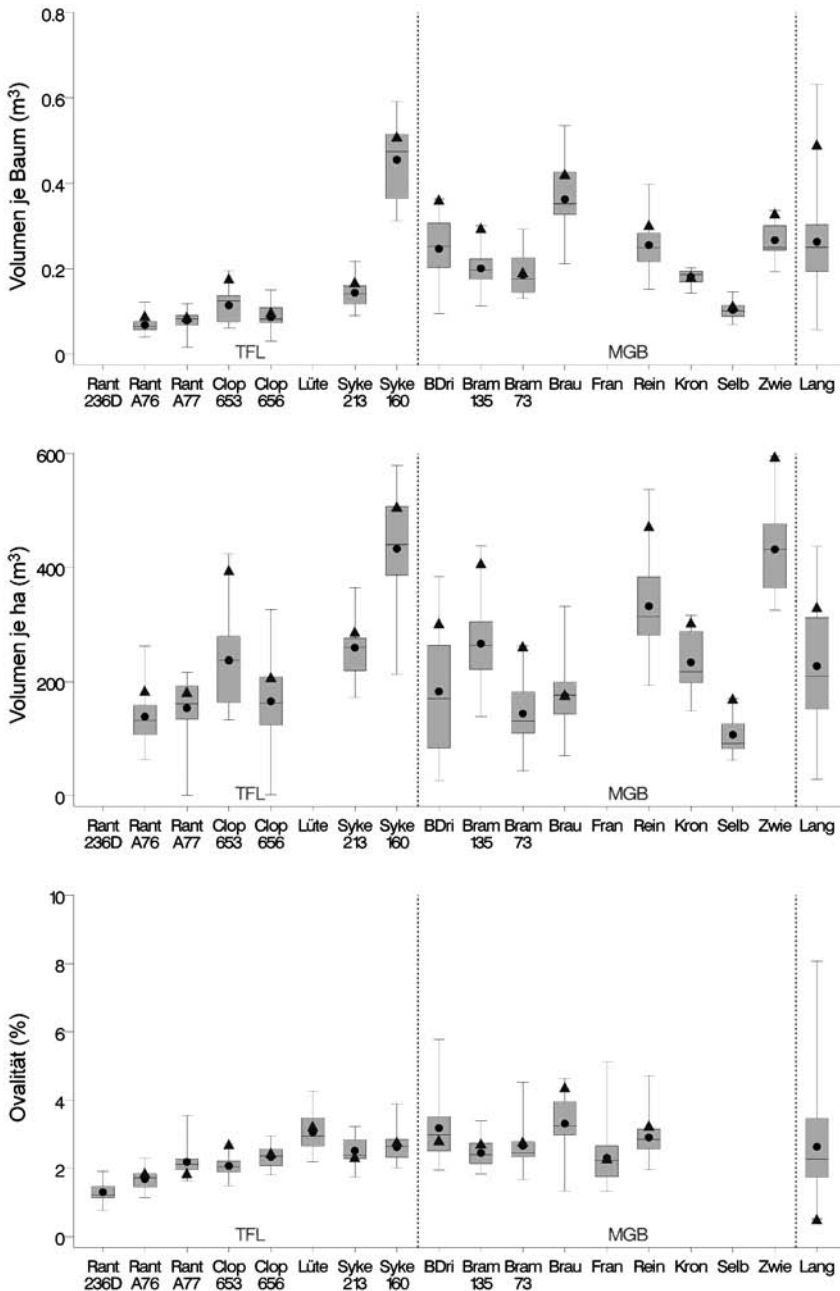 Volumen je Baum (m³)
0.8
0.6
0.4
0.2
0
TFL
MGB
Rant Rant Rant Clop Clop Lüte Syke Syke BDri Bram Bram Brau Fran Rein Kron Selb Zwie Lang
236D A76 A77 653 656 213 160 135 73
Volumen je ha (m³)
600
400
200
0
TFL
MGB
Rant Rant Rant Clop Clop Lüte Syke Syke BDri Bram Bram Brau Fran Rein Kron Selb Zwie Lang
236D A76 A77 653 656 213 160 135 73
Ovalität (%)
10
8
6
4
2
0
TFL
MGB
Rant Rant Rant Clop Clop Lüte Syke Syke BDri Bram Bram Brau Fran Rein Kron Selb Zwie Lang
236D A76 A77 653 656 213 160 135 73